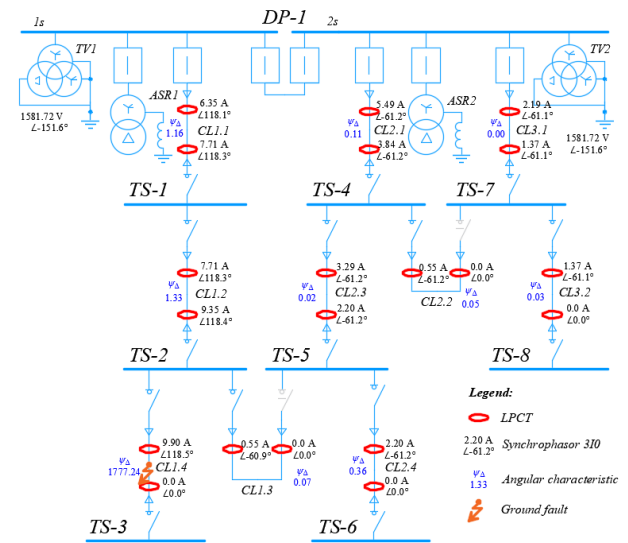 1s
DP-1
2s
TV1
TV2
ASR1
ASR2
1581.72 V
∠-151.6°
6.35 A
∠118.1°
ψΔ
1.16
CL1.1
7.71 A
∠118.3°
5.49 A
∠-61.2°
ψΔ
0.11
CL2.1
3.84 A
∠-61.2°
2.19 A
∠-61.1°
ψΔ
0.00
CL3.1
1.37 A
∠-61.1°
1581.72 V
∠-151.6°
TS-1
TS-4
TS-7
7.71 A
∠118.3°
ψΔ
1.33
CL1.2
9.35 A
∠118.4°
3.29 A
∠-61.2°
ψΔ
0.02
CL2.3
2.20 A
∠-61.2°
0.55 A
∠-61.2°
0.0 A
∠0.0°
CL2.2
ψΔ
0.05
1.37 A
∠-61.1°
ψΔ
0.03
CL3.2
0.0 A
∠0.0°
TS-2
TS-5
TS-8
9.90 A
∠118.5°
ψΔ
1777.24
CL1.4
0.0 A
∠0.0°
0.55 A
∠-60.9°
0.0 A
∠0.0°
CL1.3
ψΔ
0.07
2.20 A
∠-61.2°
ψΔ
0.36
CL2.4
0.0 A
∠0.0°
TS-3
TS-6
Legend:
LPCT
2.20 A
∠-61.2°
Synchrophasor 3I0
ψΔ
1.33
Angular characteristic
Ground fault